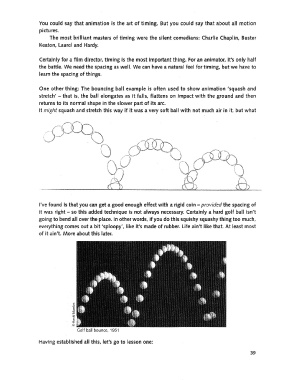 You could say that animation is the art of timing. But you could say that about all motion
pictures.
The most brilliant masters of timing were the silent comedians: Charlie Chaplin, Buster
Keaton, Laurel and Hardy.
Certainly for a film director, timing is the most important thing. For an animator, it's only half
the battle. We need the spacing as well. We can have a natural feel for timing, but we have to
learn the spacing of things.
One other thing: The bouncing ball example is often used to show animation 'squash and
stretch' – that is, the ball elongates as it falls, flattens on impact with the ground and then
returns to its normal shape in the slower part of its arc.
It might squash and stretch this way if it was a very soft ball with not much air in it, but what
I've found is that you can get a good enough effect with a rigid coin – provided the spacing of
it was right – so this added technique is not always necessary. Certainly a hard golf ball isn't
going to bend all over the place. In other words, if you do this squishy squashy thing too much,
everything comes out a bit 'sploopy', like it's made of rubber. Life ain't like that. At least most
of it ain't. More about this later.
Golf ball bounce, 1951
Having established all this, let's go to lesson one:
39